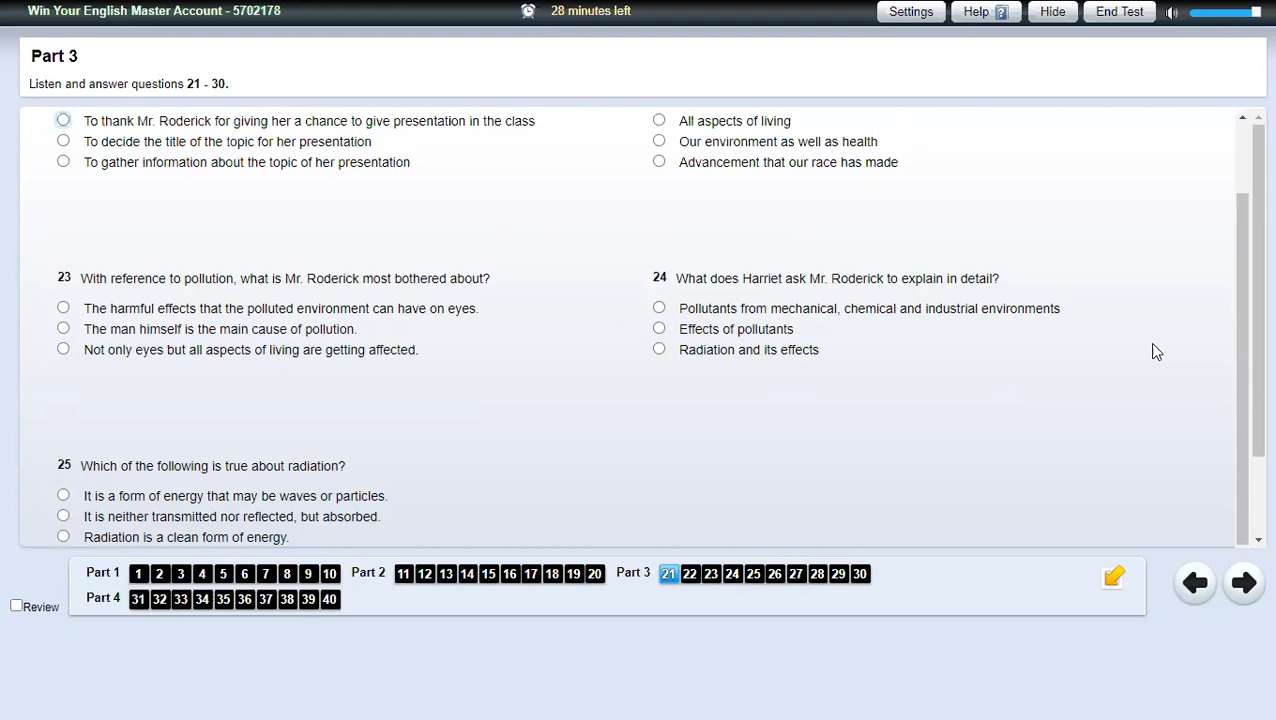 Win Your English Master Account - 5702178 28 minutes left Settings Help ? Hide End Test
Part 3
Listen and answer questions 21 - 30.
To thank Mr. Roderick for giving her a chance to give presentation in the class
To decide the title of the topic for her presentation
To gather information about the topic of her presentation
All aspects of living
Our environment as well as health
Advancement that our race has made
23 With reference to pollution, what is Mr. Roderick most bothered about?
The harmful effects that the polluted environment can have on eyes.
The man himself is the main cause of pollution.
Not only eyes but all aspects of living are getting affected.
24 What does Harriet ask Mr. Roderick to explain in detail?
Pollutants from mechanical, chemical and industrial environments
Effects of pollutants
Radiation and its effects
25 Which of the following is true about radiation?
It is a form of energy that may be waves or particles.
It is neither transmitted nor reflected, but absorbed.
Radiation is a clean form of energy.
Part 1 1 2 3 4 5 6 7 8 9 10 Part 2 11 12 13 14 15 16 17 18 19 20 Part 3 21 22 23 24 25 26 27 28 29 30
Part 4 31 32 33 34 35 36 37 38 39 40
Review